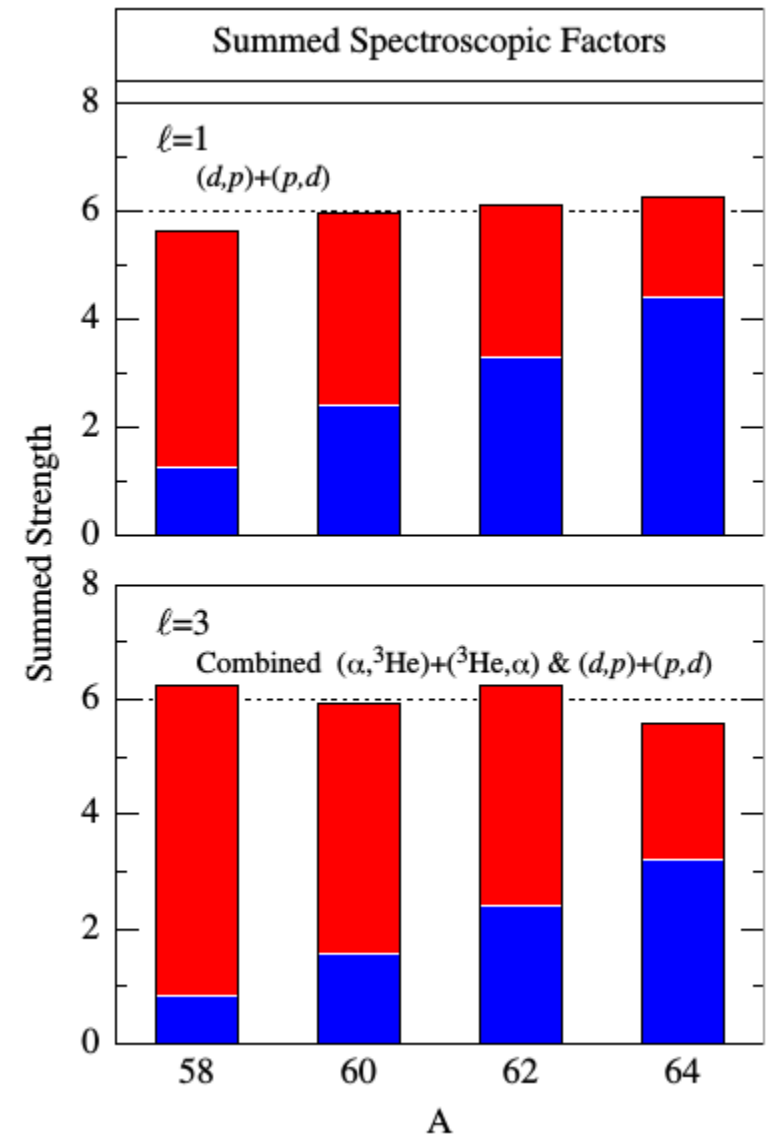 Summed Spectroscopic Factors
8
ℓ=1
(d,p)+(p,d)
6
4
2
0
Summed Strength
8
ℓ=3
Combined (α,³He)+(³He,α) & (d,p)+(p,d)
6
4
2
0
58 60 62 64
A